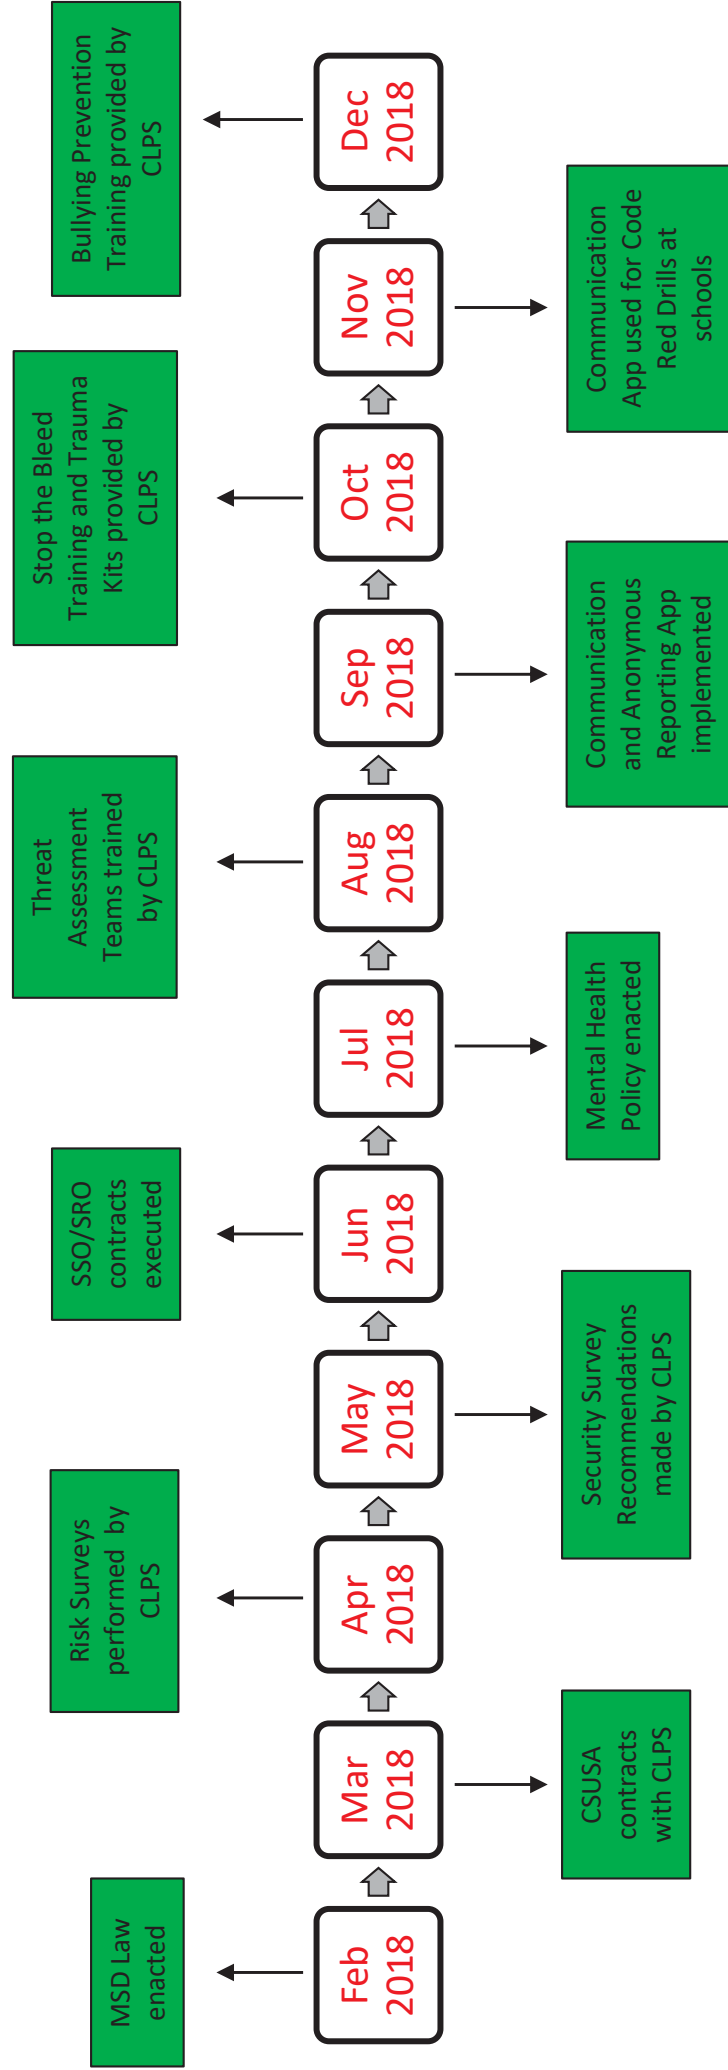 MSD Law
enacted
Risk Surveys
performed by
CLPS
SSO/SRO
contracts
executed
Threat
Assessment
Teams trained
by CLPS
Stop the Bleed
Training and Trauma
Kits provided by
CLPS
Bullying Prevention
Training provided by
CLPS
Feb
2018
Mar
2018
Apr
2018
May
2018
Jun
2018
Jul
2018
Aug
2018
Sep
2018
Oct
2018
Nov
2018
Dec
2018
CSUSA
contracts
with CLPS
Security Survey
Recommendations
made by CLPS
Mental Health
Policy enacted
Communication
and Anonymous
Reporting App
implemented
Communication
App used for Code
Red Drills at
schools